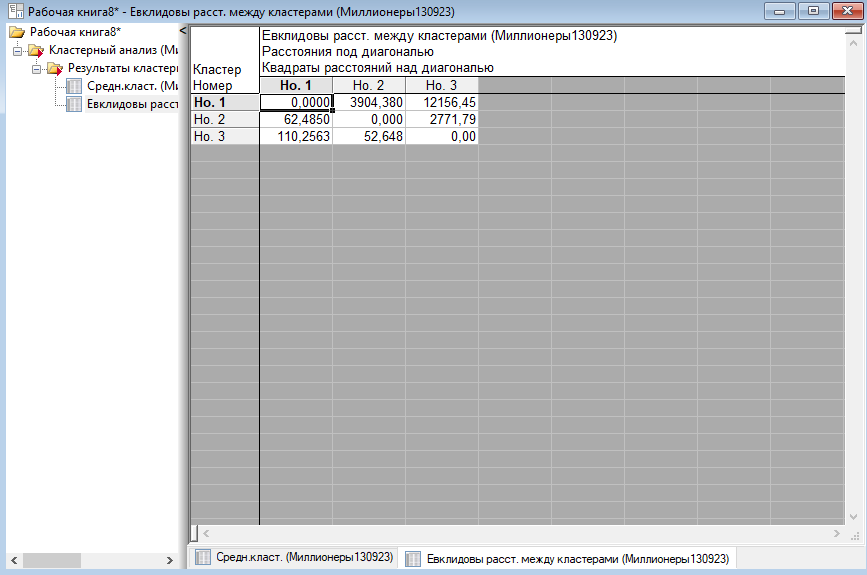 Рабочая книга8* - Евклидовы расст. между кластерами (Миллионеры130923)
Рабочая книга8*
Кластерный анализ (Ми
Результаты кластерн
Средн.класт. (Ми
Евклидовы расст
Евклидовы расст. между кластерами (Миллионеры130923)
Расстояния под диагональю
Квадраты расстояний над диагональю
Кластер
Номер
Но. 1 Но. 2 Но. 3
Но. 1 0,0000 3904,380 12156,45
Но. 2 62,4850 0,000 2771,79
Но. 3 110,2563 52,648 0,00
Средн.класт. (Миллионеры130923) Евклидовы расст. между кластерами (Миллионеры130923)